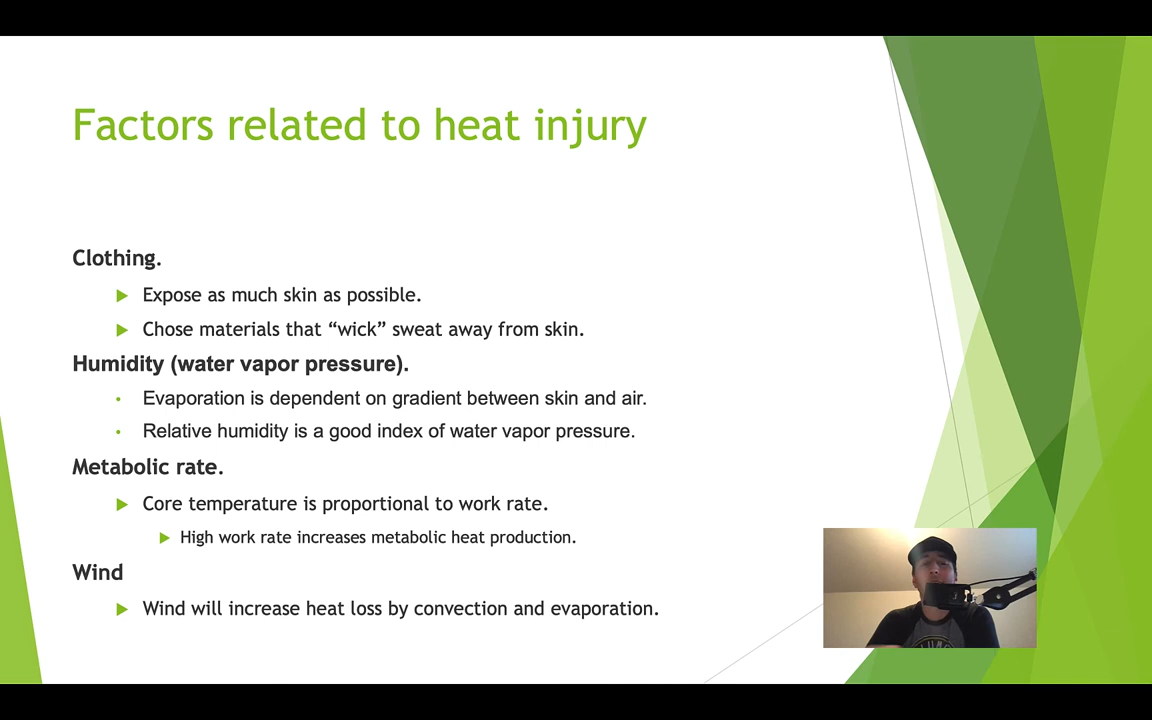 Factors related to heat injury
Clothing.
Expose as much skin as possible.
Chose materials that “wick” sweat away from skin.
Humidity (water vapor pressure).
Evaporation is dependent on gradient between skin and air.
Relative humidity is a good index of water vapor pressure.
Metabolic rate.
Core temperature is proportional to work rate.
High work rate increases metabolic heat production.
Wind
Wind will increase heat loss by convection and evaporation.